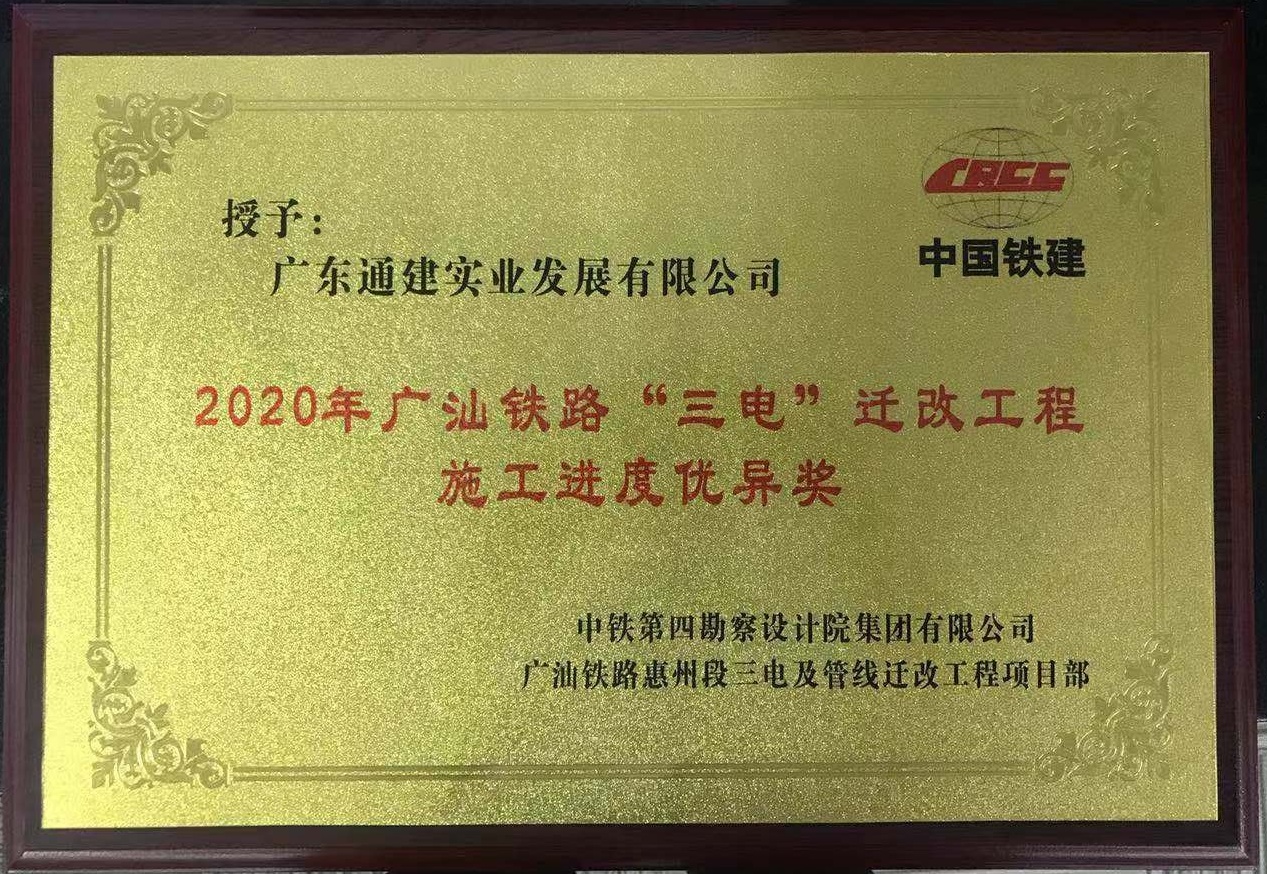 CRCC
中国铁建
授予：
广东通建实业发展有限公司
2020年广汕铁路“三电”迁改工程
施工进度优异奖
中铁第四勘察设计院集团有限公司
广汕铁路惠州段三电及管线迁改工程项目部